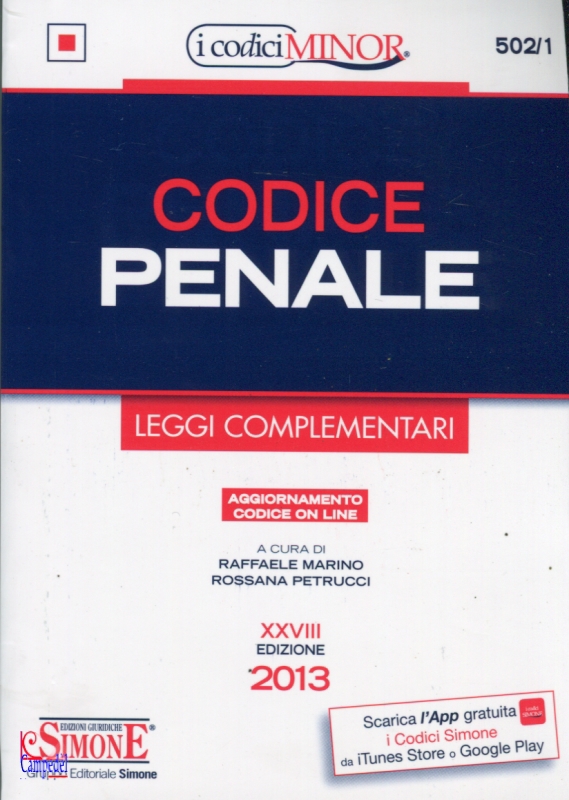 i codici MINOR®
502/1
CODICE
PENALE
LEGGI COMPLEMENTARI
AGGIORNAMENTO
CODICE ON LINE
A CURA DI
RAFFAELE MARINO
ROSSANA PETRUCCI
XXVIII
EDIZIONE
2013
EDIZIONI GIURIDICHE
SIMONE®
Gruppo Editoriale Simone
Campedel
Scarica l'App gratuita
i Codici Simone
da iTunes Store o Google Play